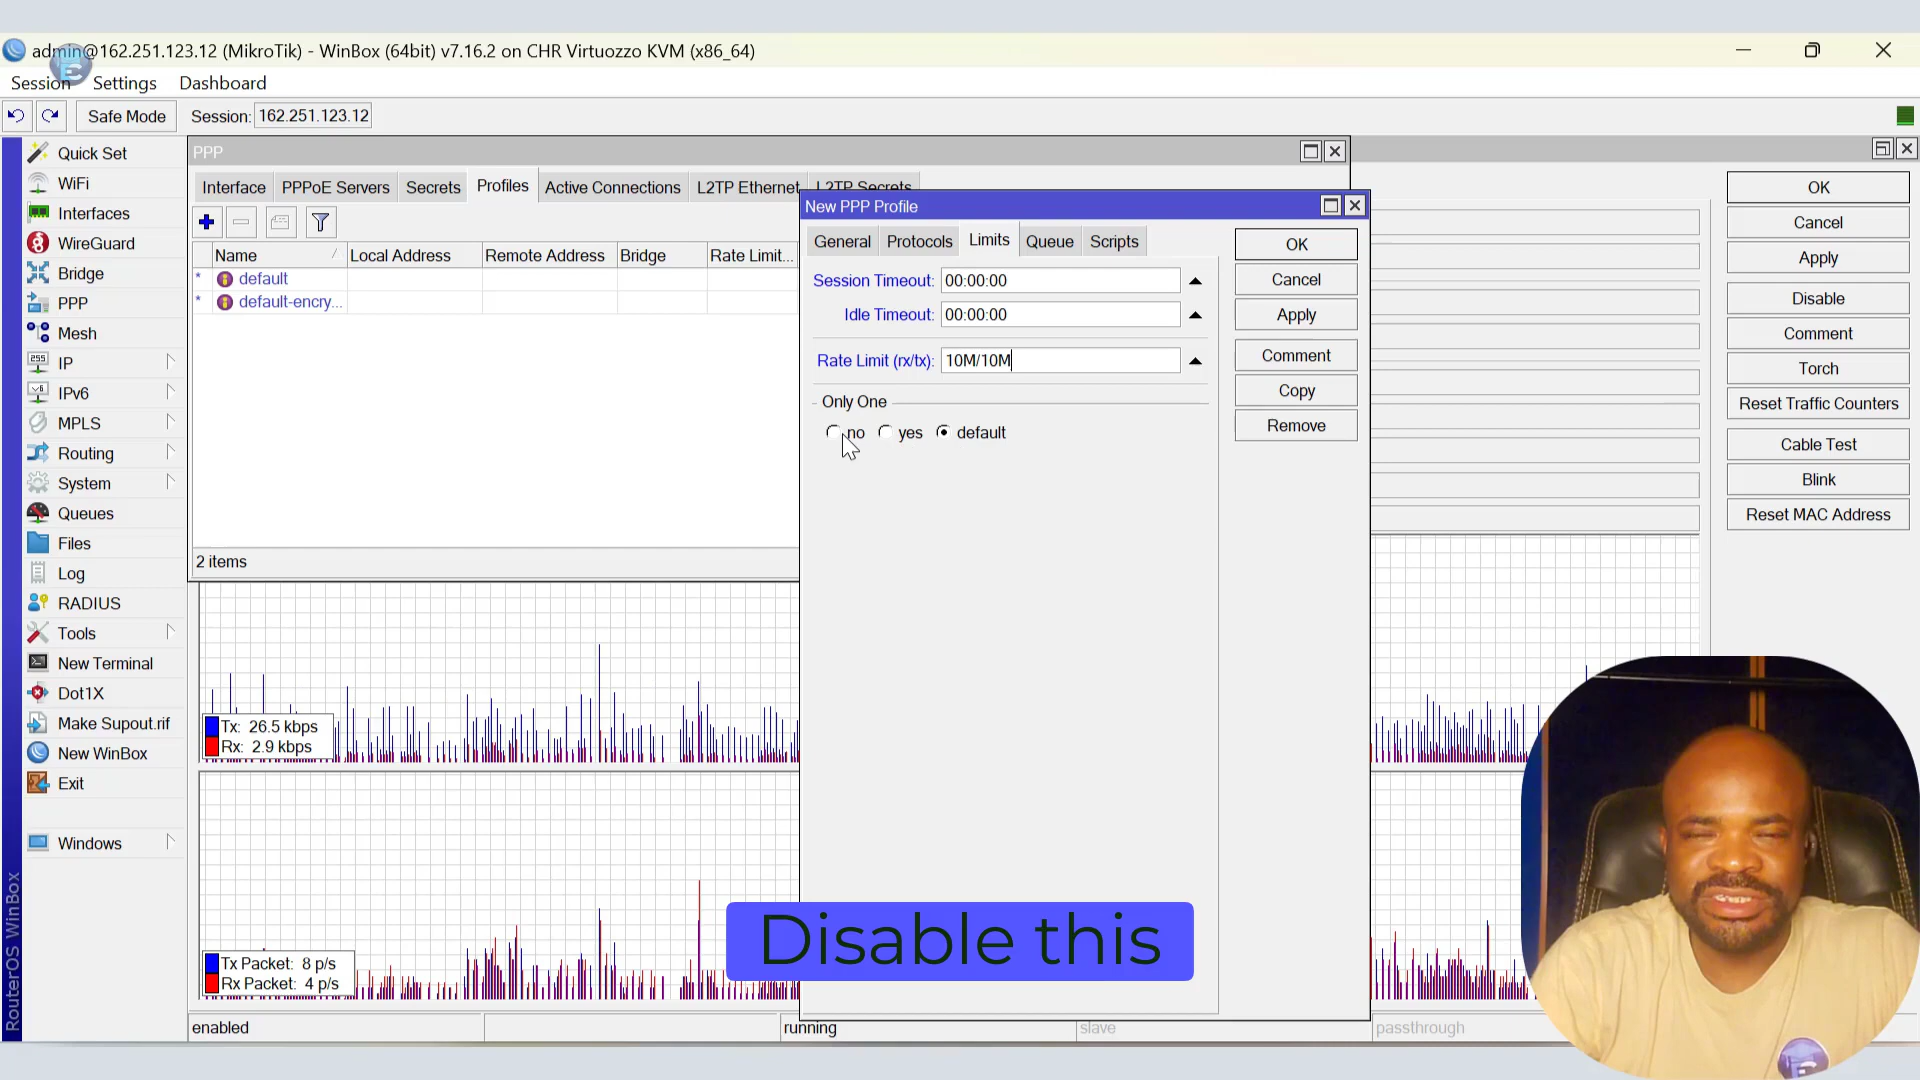 admin@162.251.123.12 (MikroTik) - WinBox (64bit) v7.16.2 on CHR Virtuozzo KVM (x86_64)
Session Settings Dashboard
Safe Mode Session: 162.251.123.12
Quick Set
WiFi
Interfaces
WireGuard
Bridge
PPP
Mesh
IP
IPv6
MPLS
Routing
System
Queues
Files
Log
RADIUS
Tools
New Terminal
Dot1X
Make Supout.rif
New WinBox
Exit
Windows
RouterOS WinBox
PPP
Interface PPPoE Servers Secrets Profiles Active Connections L2TP Ethernet L2TP Secrets
Name Local Address Remote Address Bridge Rate Limit...
* default
* default-encry...
2 items
New PPP Profile
General Protocols Limits Queue Scripts
Session Timeout: 00:00:00
Idle Timeout: 00:00:00
Rate Limit (rx/tx): 10M/10M
Only One
no yes default
OK
Cancel
Apply
Comment
Copy
Remove
OK
Cancel
Apply
Disable
Comment
Torch
Reset Traffic Counters
Cable Test
Blink
Reset MAC Address
Tx: 26.5 kbps
Rx: 2.9 kbps
Tx Packet: 8 p/s
Rx Packet: 4 p/s
Disable this
enabled running slave passthrough